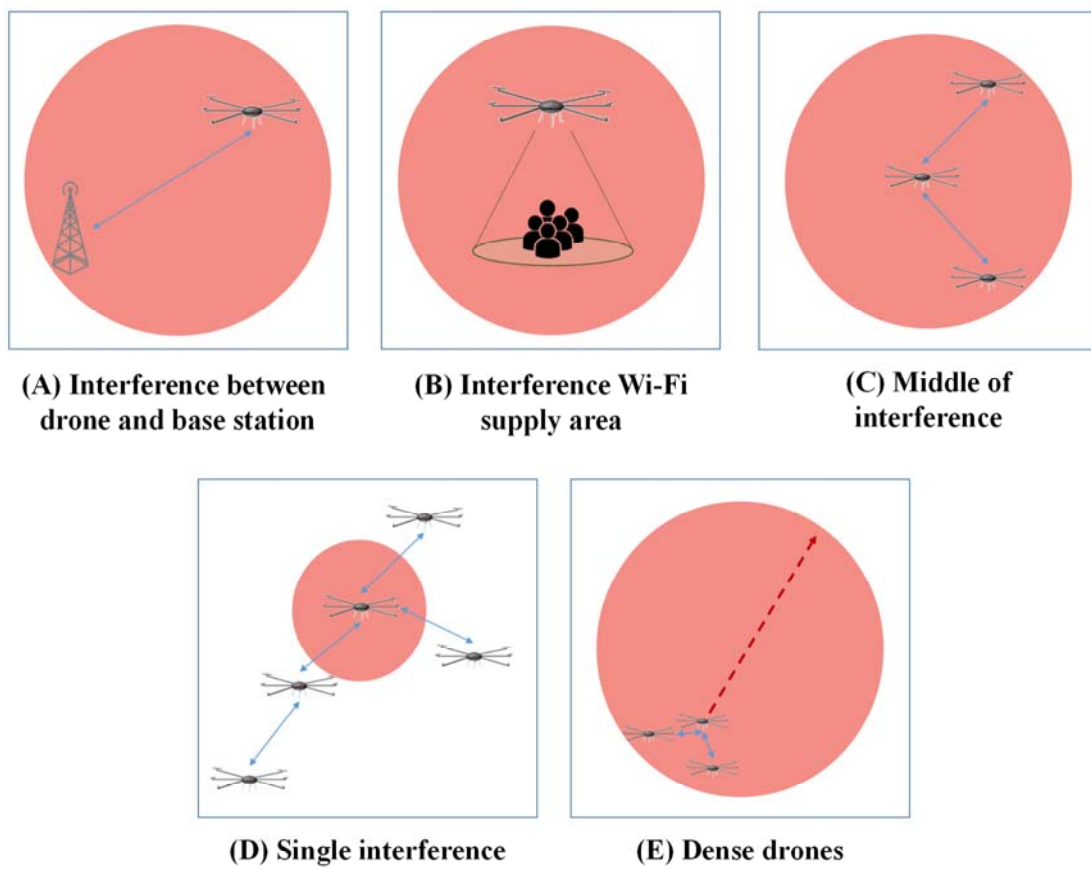 (A) Interference between
drone and base station
(B) Interference Wi-Fi
supply area
(C) Middle of
interference
(D) Single interference
(E) Dense drones